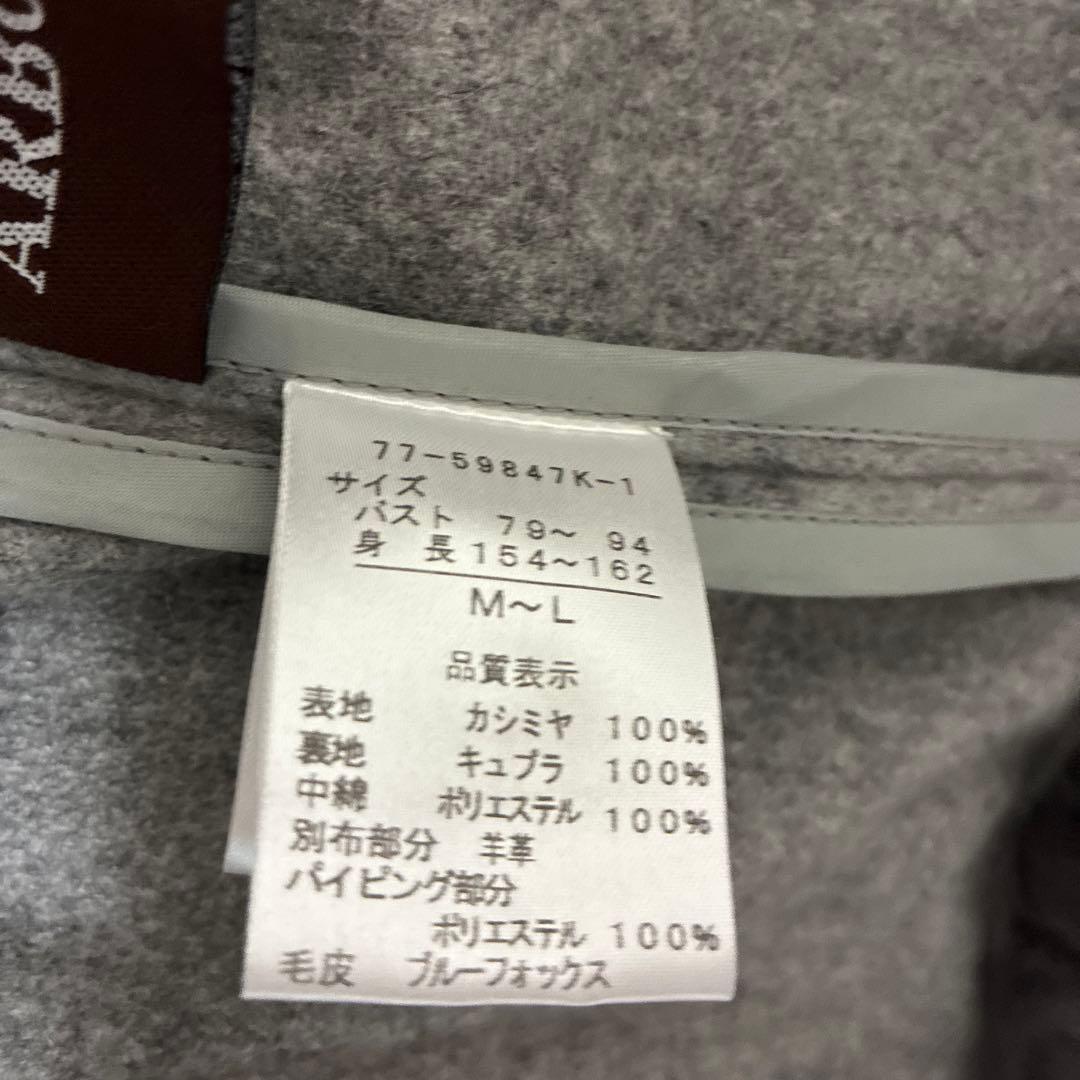 77-59847K-1
サイズ
バスト 79～ 94
身 長 154～162
M～L
品質表示
表地 カシミヤ 100%
裏地 キュプラ 100%
中綿 ポリエステル 100%
別布部分 羊革
パイピング部分
ポリエステル 100%
毛皮 ブルーフォックス